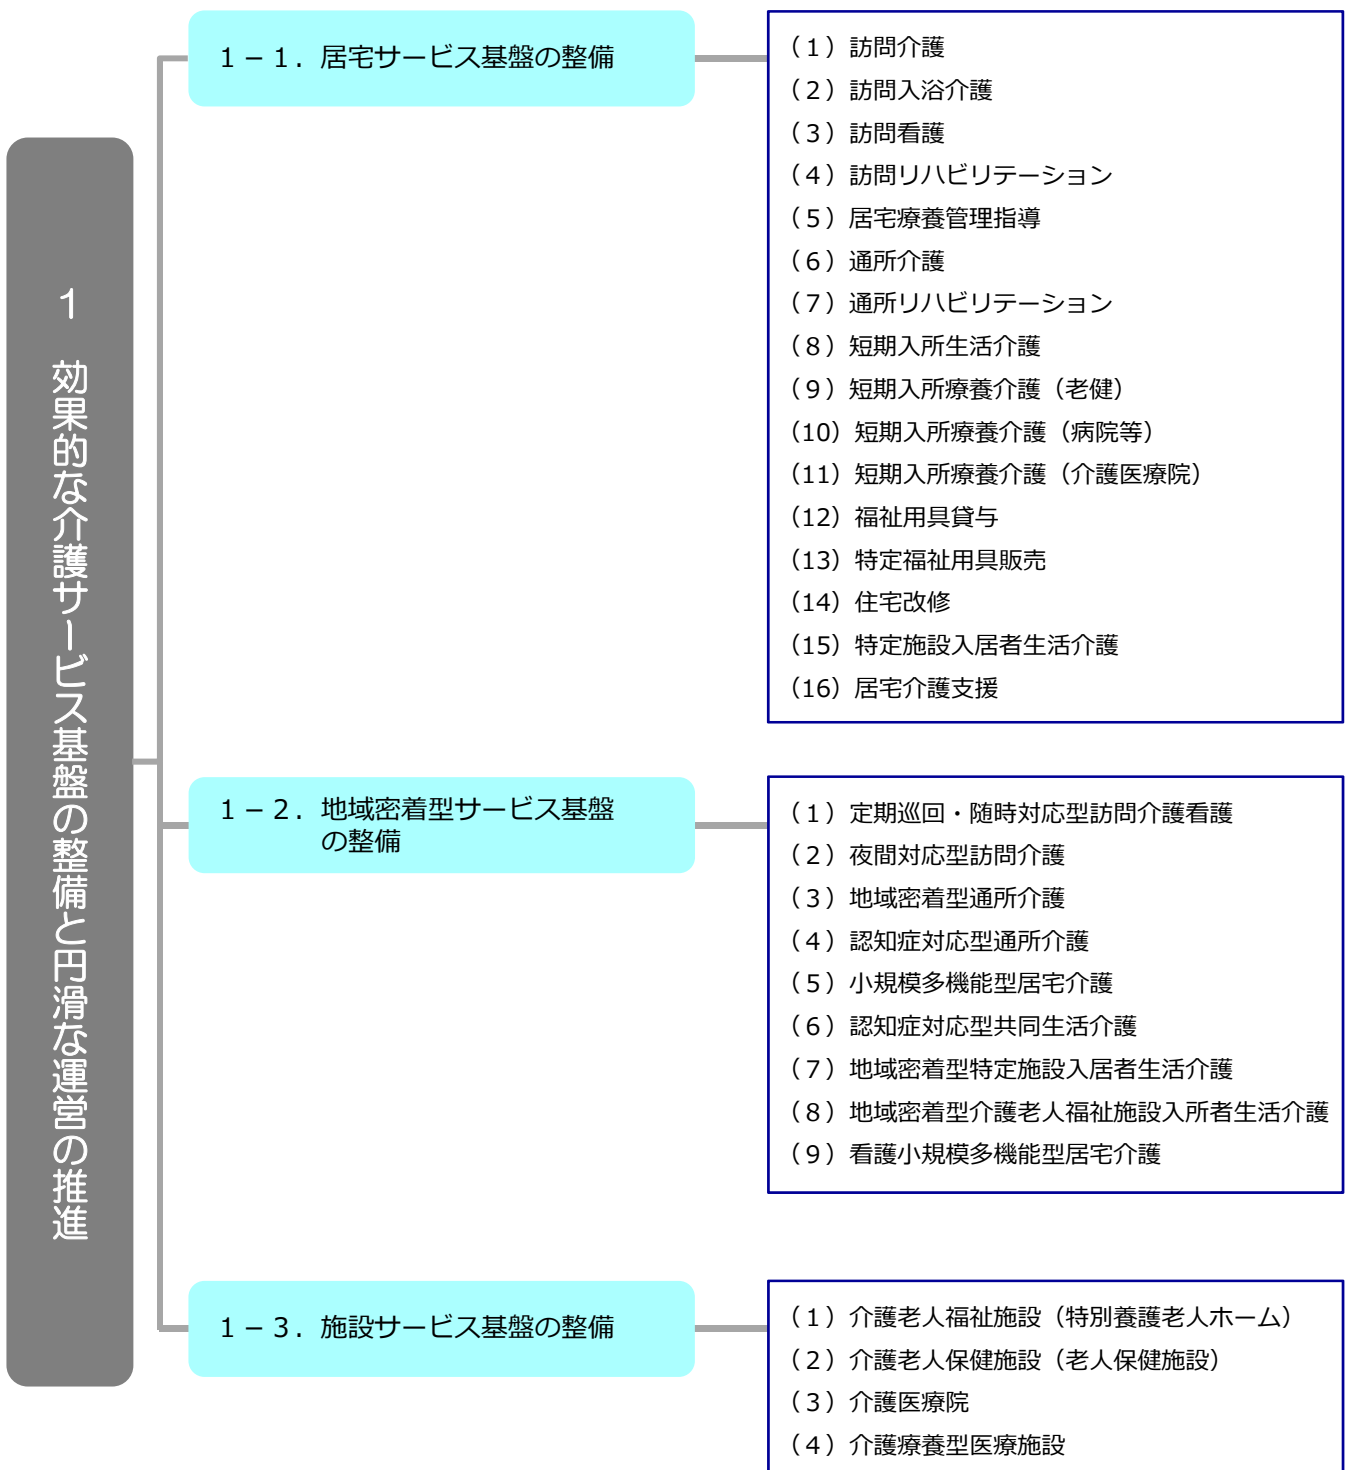 1 効果的な介護サービス基盤の整備と円滑な運営の推進
1－1．居宅サービス基盤の整備
（1）訪問介護
（2）訪問入浴介護
（3）訪問看護
（4）訪問リハビリテーション
（5）居宅療養管理指導
（6）通所介護
（7）通所リハビリテーション
（8）短期入所生活介護
（9）短期入所療養介護（老健）
（10）短期入所療養介護（病院等）
（11）短期入所療養介護（介護医療院）
（12）福祉用具貸与
（13）特定福祉用具販売
（14）住宅改修
（15）特定施設入居者生活介護
（16）居宅介護支援
1－2．地域密着型サービス基盤
の整備
（1）定期巡回・随時対応型訪問介護看護
（2）夜間対応型訪問介護
（3）地域密着型通所介護
（4）認知症対応型通所介護
（5）小規模多機能型居宅介護
（6）認知症対応型共同生活介護
（7）地域密着型特定施設入居者生活介護
（8）地域密着型介護老人福祉施設入所者生活介護
（9）看護小規模多機能型居宅介護
1－3．施設サービス基盤の整備
（1）介護老人福祉施設（特別養護老人ホーム）
（2）介護老人保健施設（老人保健施設）
（3）介護医療院
（4）介護療養型医療施設